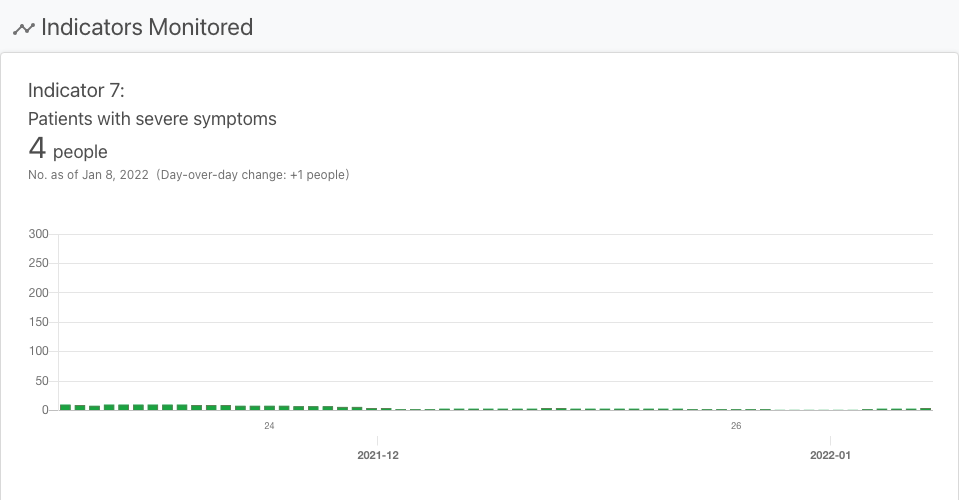 Indicators Monitored
Indicator 7:
Patients with severe symptoms
4 people
No. as of Jan 8, 2022 (Day-over-day change: +1 people)
300
250
200
150
100
50
0
24 26
2021-12 2022-01